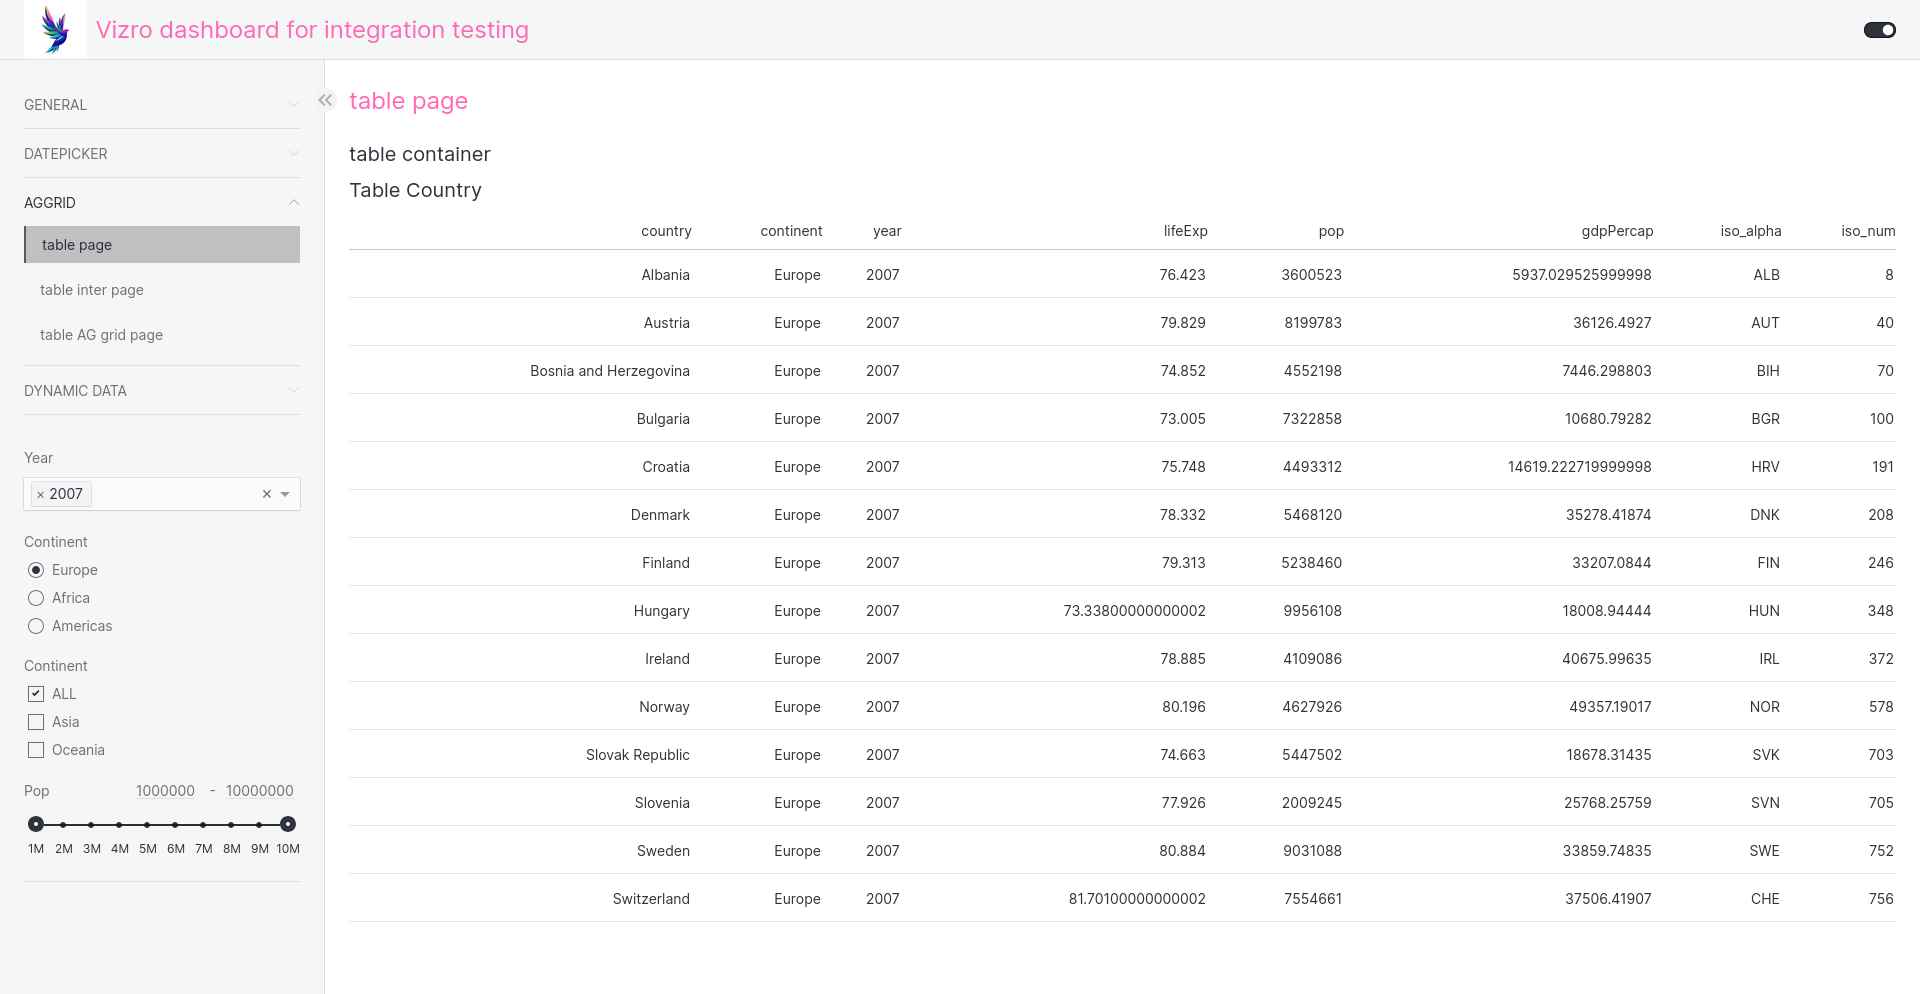 Vizro dashboard for integration testing
GENERAL
DATEPICKER
AGGRID
table page
table inter page
table AG grid page
DYNAMIC DATA
Year
× 2007 ×
Continent
Europe
Africa
Americas
Continent
ALL
Asia
Oceania
Pop 1000000 - 10000000
1M 2M 3M 4M 5M 6M 7M 8M 9M 10M
table page
table container
Table Country
country continent year lifeExp pop gdpPercap iso_alpha iso_num
Albania Europe 2007 76.423 3600523 5937.029525999998 ALB 8
Austria Europe 2007 79.829 8199783 36126.4927 AUT 40
Bosnia and Herzegovina Europe 2007 74.852 4552198 7446.298803 BIH 70
Bulgaria Europe 2007 73.005 7322858 10680.79282 BGR 100
Croatia Europe 2007 75.748 4493312 14619.222719999998 HRV 191
Denmark Europe 2007 78.332 5468120 35278.41874 DNK 208
Finland Europe 2007 79.313 5238460 33207.0844 FIN 246
Hungary Europe 2007 73.33800000000002 9956108 18008.94444 HUN 348
Ireland Europe 2007 78.885 4109086 40675.99635 IRL 372
Norway Europe 2007 80.196 4627926 49357.19017 NOR 578
Slovak Republic Europe 2007 74.663 5447502 18678.31435 SVK 703
Slovenia Europe 2007 77.926 2009245 25768.25759 SVN 705
Sweden Europe 2007 80.884 9031088 33859.74835 SWE 752
Switzerland Europe 2007 81.70100000000002 7554661 37506.41907 CHE 756